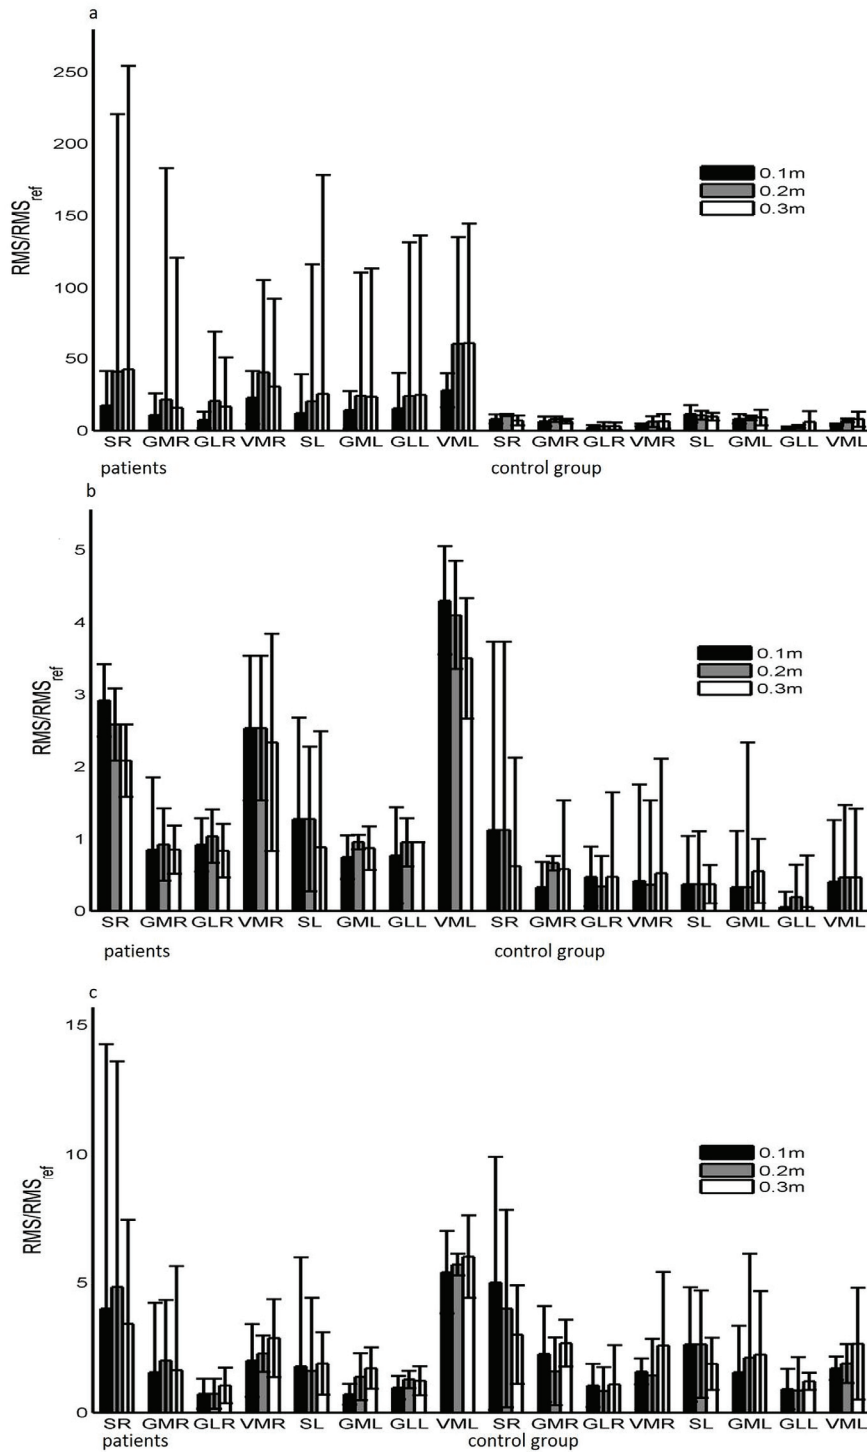 a
250
200
150
100
50
0
RMS/RMSref
0.1m
0.2m
0.3m
SR GMR GLR VMR SL GML GLL VML SR GMR GLR VMR SL GML GLL VML
patients control group
b
5
4
3
2
1
0
RMS/RMSref
0.1m
0.2m
0.3m
SR GMR GLR VMR SL GML GLL VML SR GMR GLR VMR SL GML GLL VML
patients control group
c
15
10
5
0
RMS/RMSref
0.1m
0.2m
0.3m
SR GMR GLR VMR SL GML GLL VML SR GMR GLR VMR SL GML GLL VML
patients control group